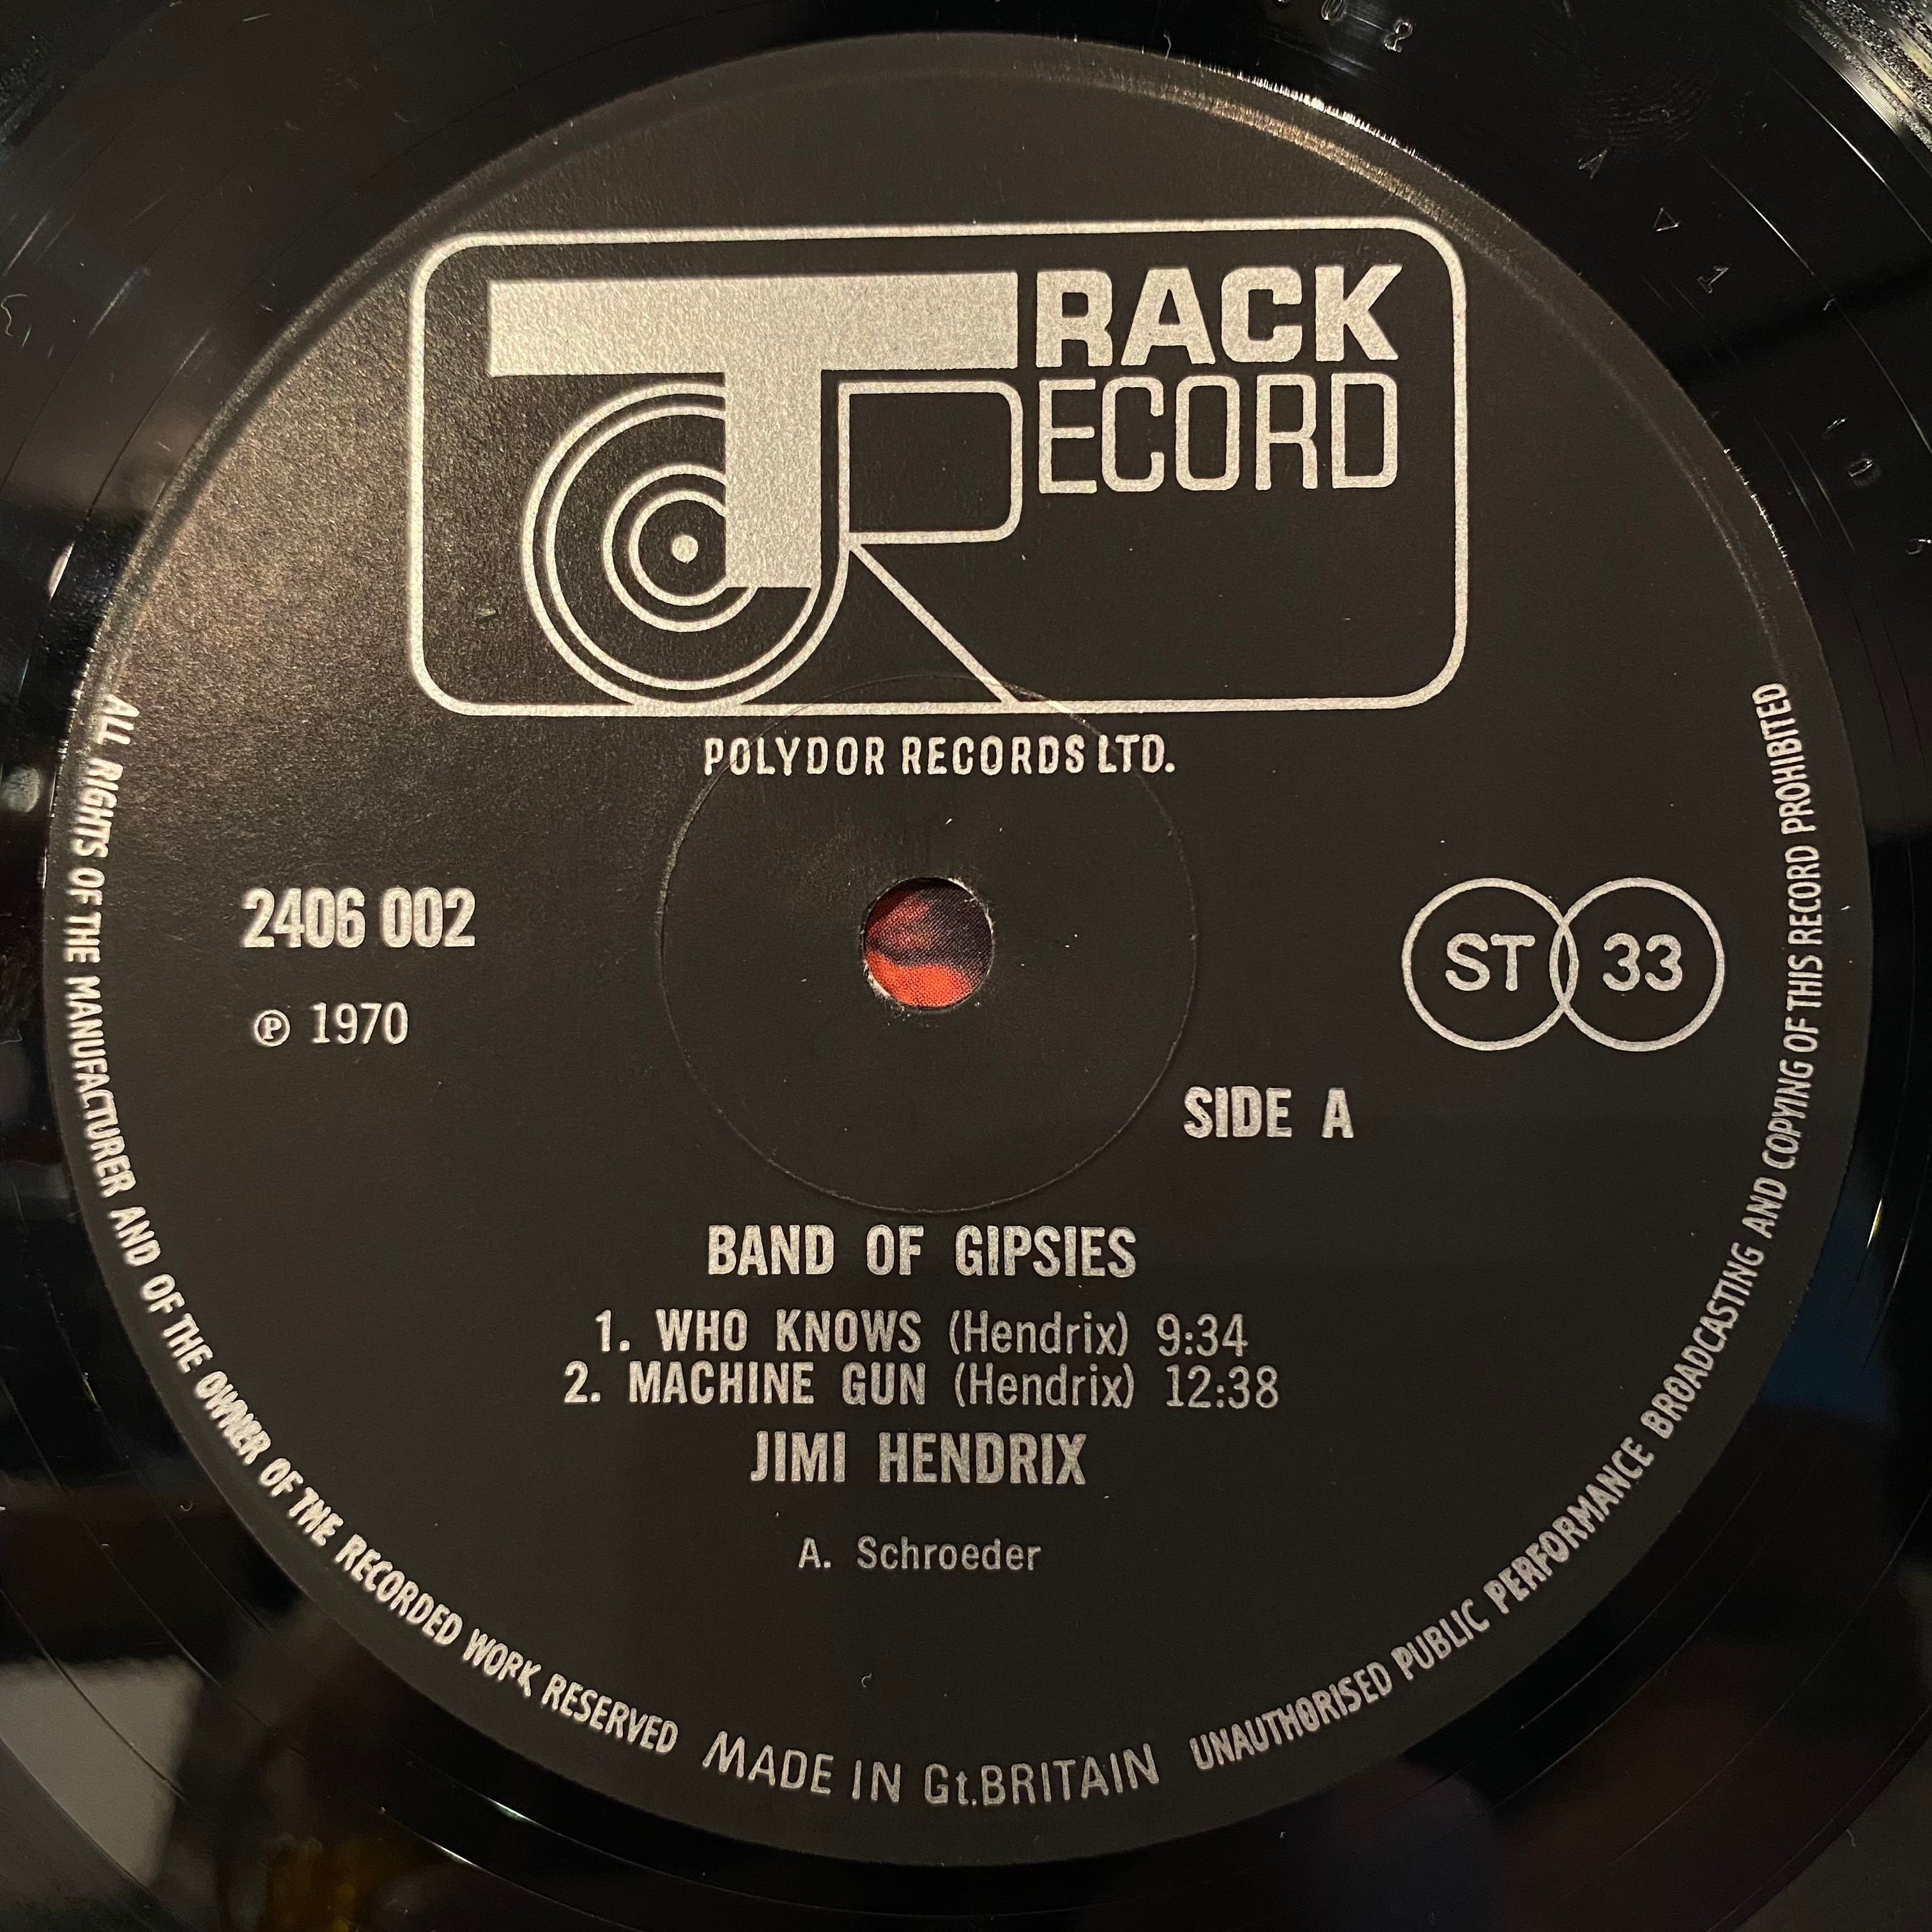 TRACK
RECORD
POLYDOR RECORDS LTD.
2406 002
℗ 1970
ST 33
SIDE A
BAND OF GIPSIES
1. WHO KNOWS (Hendrix) 9:34
2. MACHINE GUN (Hendrix) 12:38
JIMI HENDRIX
A. Schroeder
ALL RIGHTS OF THE MANUFACTURER AND OF THE OWNER OF THE RECORDED WORK RESERVED
MADE IN Gt.BRITAIN
UNAUTHORISED PUBLIC PERFORMANCE BROADCASTING AND COPYING OF THIS RECORD PROHIBITED